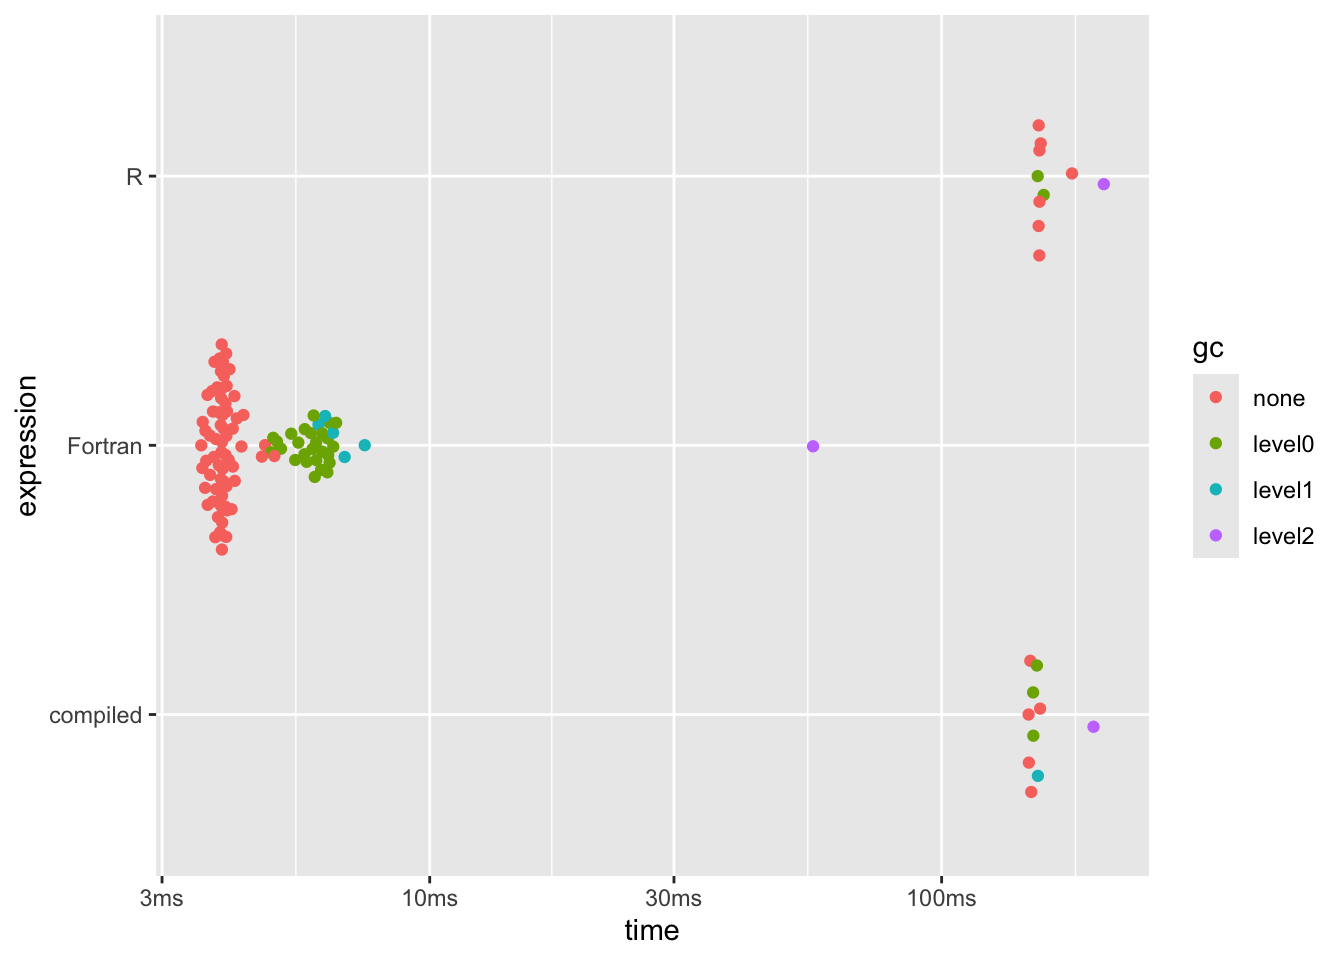 R
Fortran
compiled
expression
3ms
10ms
30ms
100ms
time
gc
none
level0
level1
level2